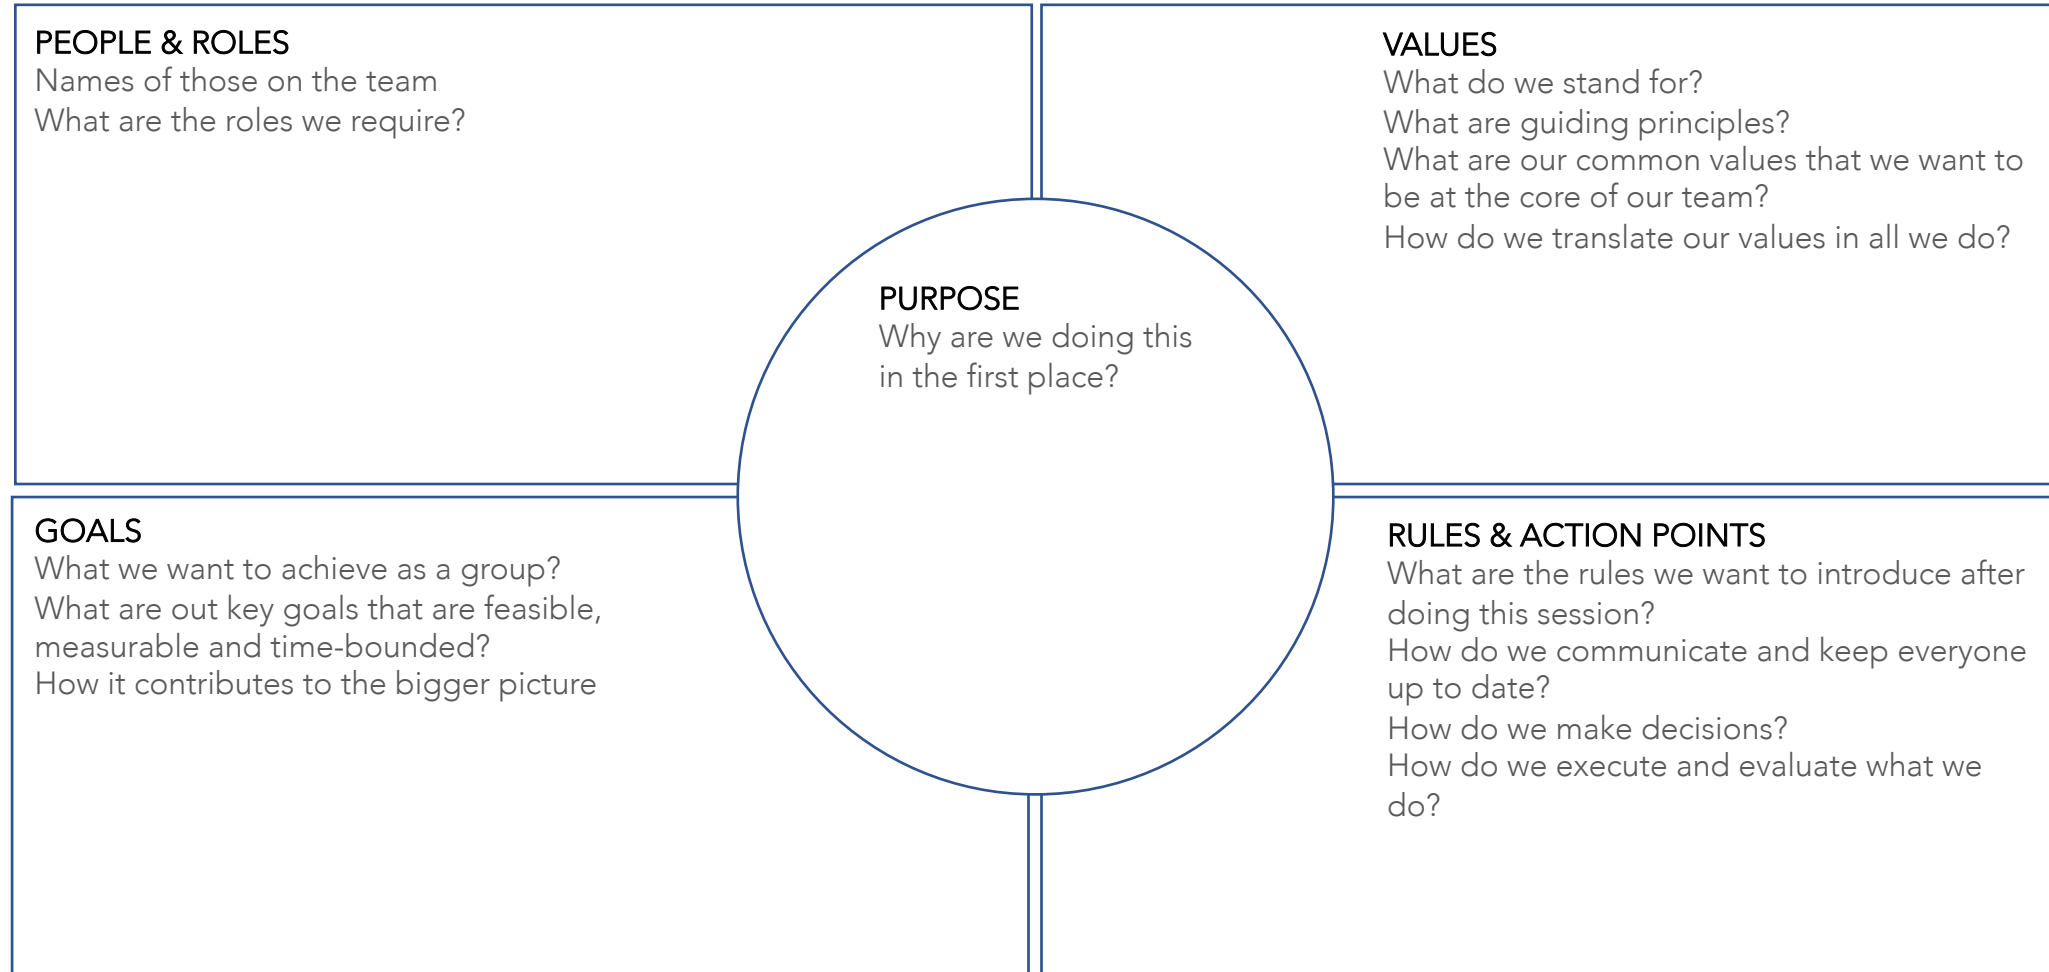 PEOPLE & ROLES
Names of those on the team
What are the roles we require?
VALUES
What do we stand for?
What are guiding principles?
What are our common values that we want to
be at the core of our team?
How do we translate our values in all we do?
PURPOSE
Why are we doing this
in the first place?
GOALS
What we want to achieve as a group?
What are out key goals that are feasible,
measurable and time-bounded?
How it contributes to the bigger picture
RULES & ACTION POINTS
What are the rules we want to introduce after
doing this session?
How do we communicate and keep everyone
up to date?
How do we make decisions?
How do we execute and evaluate what we
do?